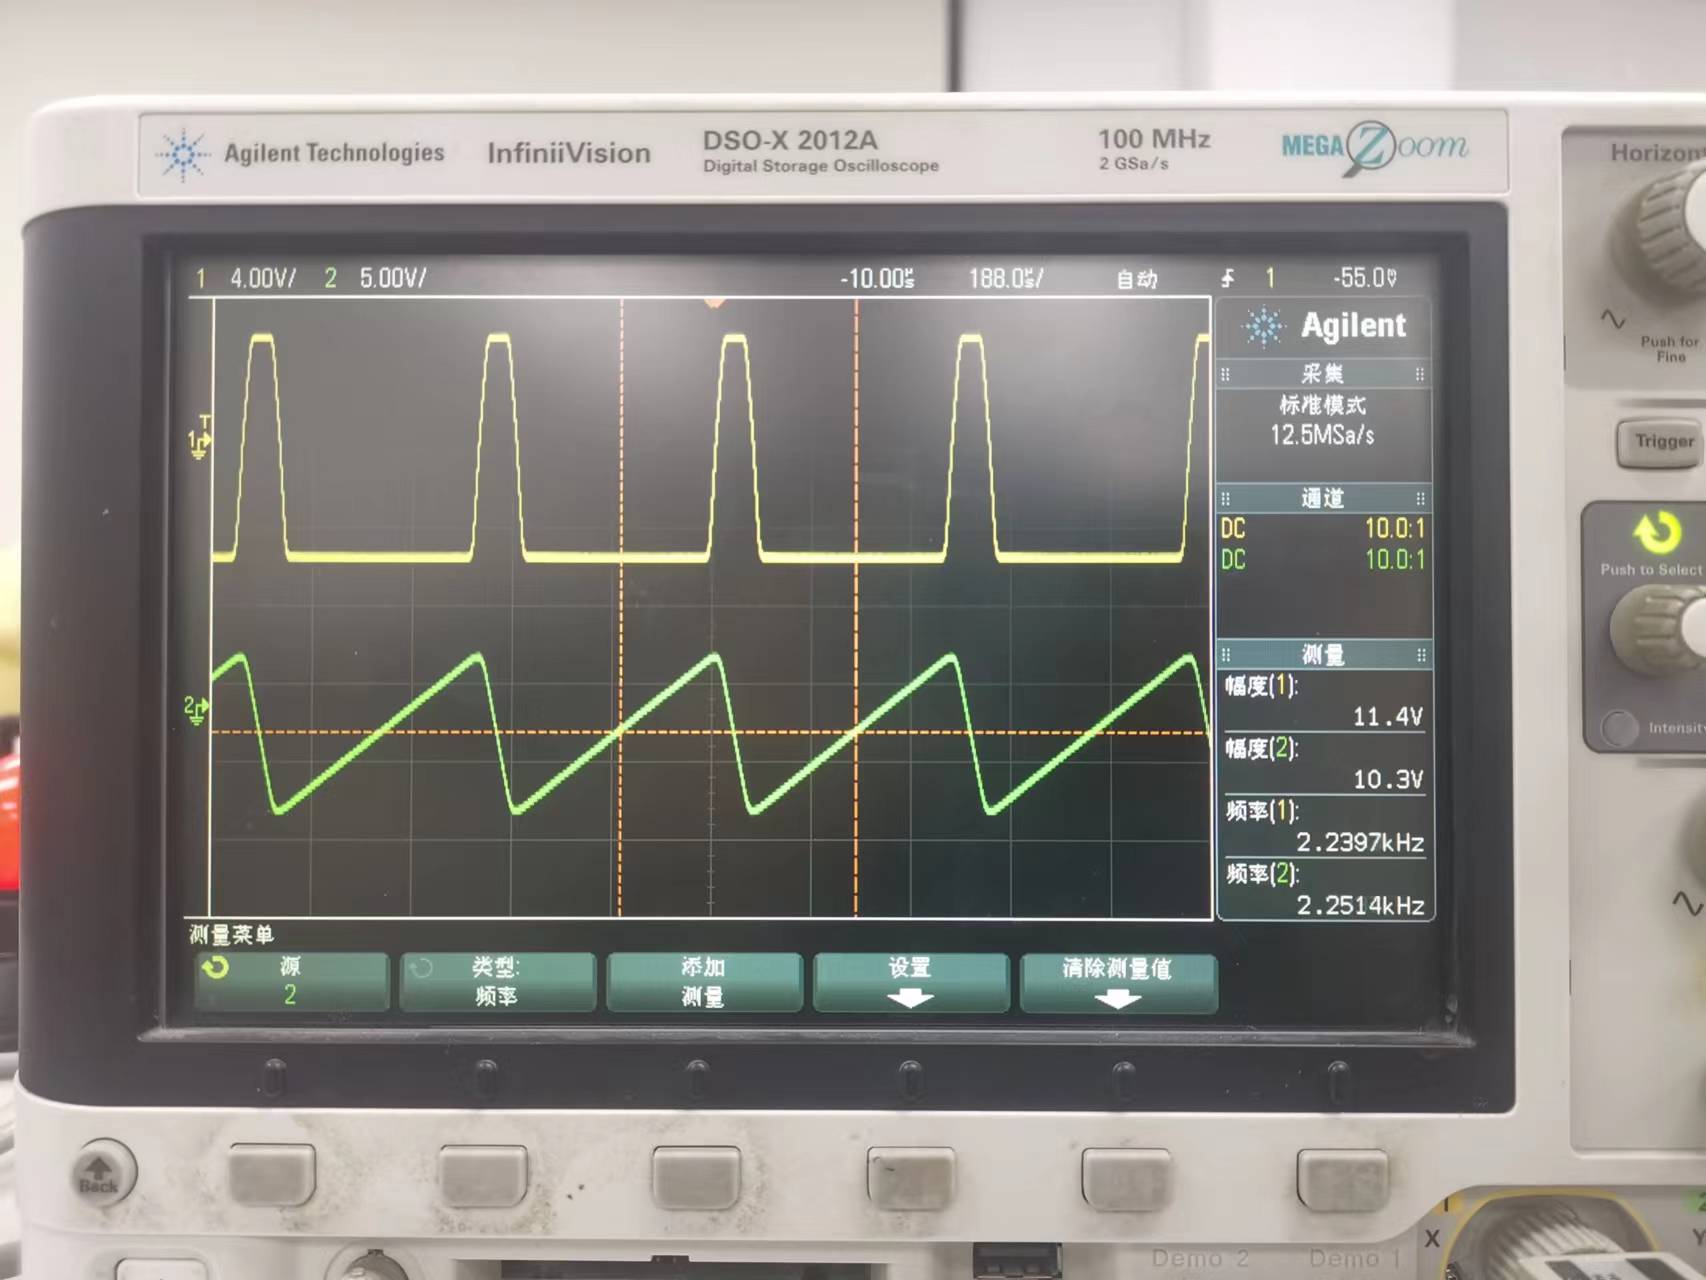 Agilent Technologies InfiniiVision DSO-X 2012A 100 MHz MEGA Zoom
Digital Storage Oscilloscope 2 GSa/s
Horizon
1 4.00V/ 2 5.00V/ -10.00µs 188.0µs/ 自动 1 -55.0V
Agilent
Push for
Fine
采集
标准模式
12.5MSa/s
T
1
Trigger
通道
DC 10.0:1
DC 10.0:1
Push to Select
测量
幅度(1):
11.4V
2
Intensity
幅度(2):
10.3V
频率(1):
2.2397kHz
频率(2):
2.2514kHz
测量菜单
源 类型: 添加 设置 清除测量值
2 频率 测量
Back
X
Y
Demo 2 Demo 1